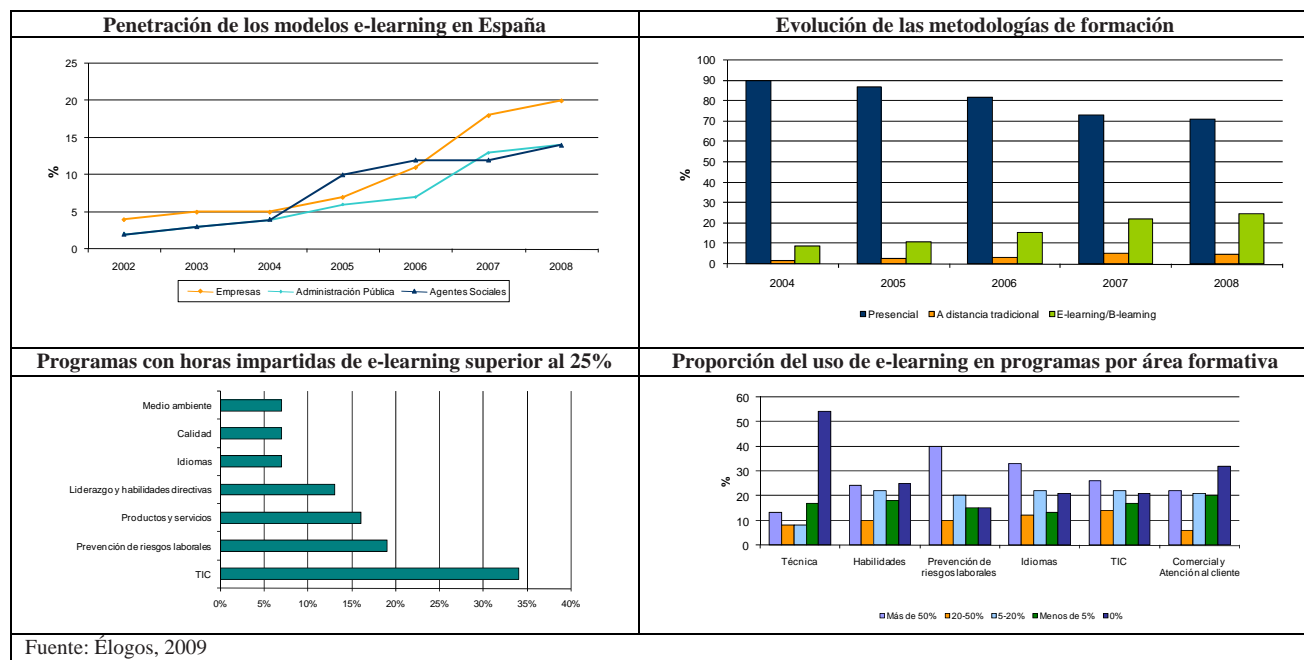 Penetración de los modelos e-learning en España
25
20
15
10
5
0
%
2002 2003 2004 2005 2006 2007 2008
Empresas Administración Pública Agentes Sociales
Evolución de las metodologías de formación
100
90
80
70
60
50
40
30
20
10
0
%
2004 2005 2006 2007 2008
Presencial A distancia tradicional E-learning/B-learning
Programas con horas impartidas de e-learning superior al 25%
Medio ambiente
Calidad
Idiomas
Liderazgo y habilidades directivas
Productos y servicios
Prevención de riesgos laborales
TIC
0% 5% 10% 15% 20% 25% 30% 35% 40%
Proporción del uso de e-learning en programas por área formativa
60
50
40
30
20
10
0
%
Técnica Habilidades Prevención de Idiomas TIC Comercial y
riesgos laborales Atención al cliente
Más de 50% 20-50% 5-20% Menos de 5% 0%
Fuente: Élogos, 2009